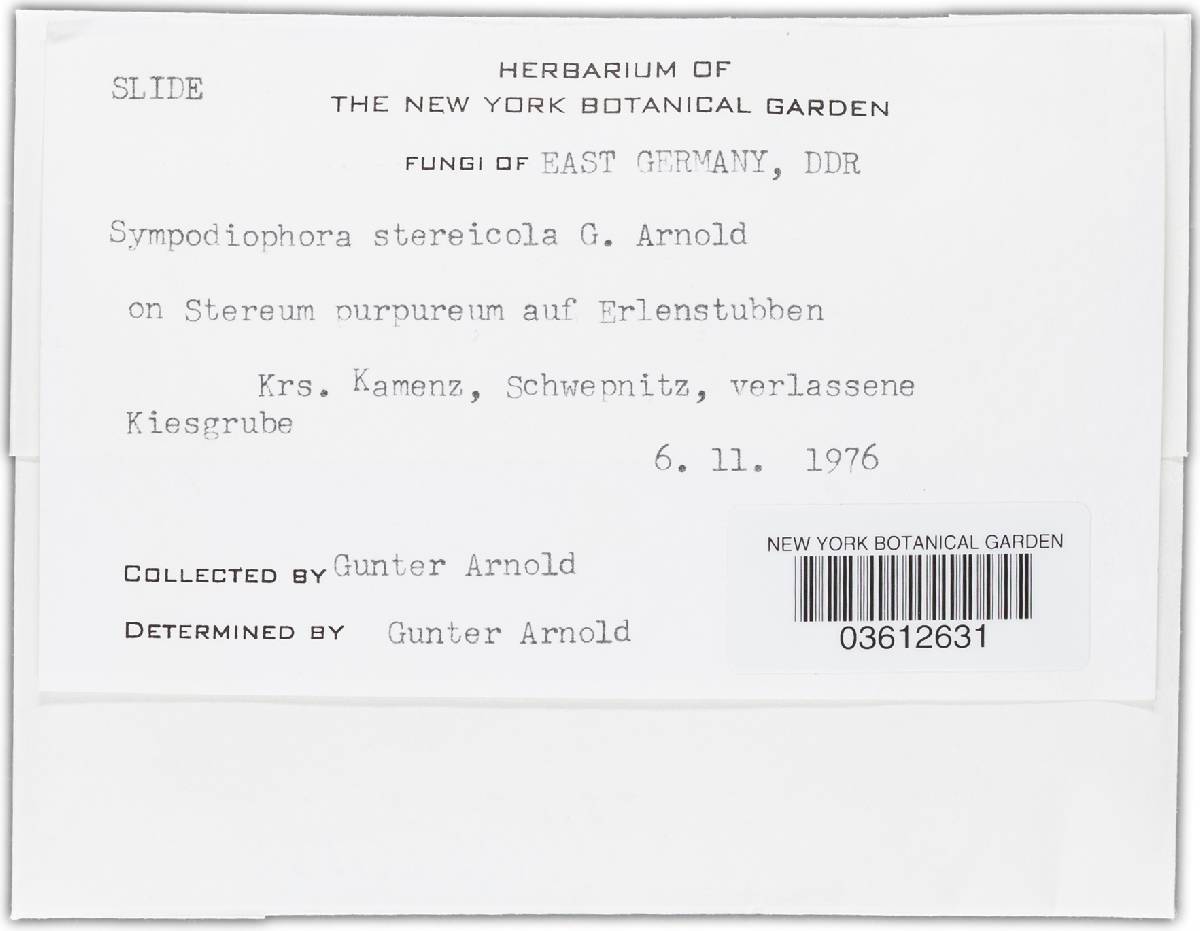 SLIDE
HERBARIUM OF
THE NEW YORK BOTANICAL GARDEN
FUNGI OF EAST GERMANY, DDR
Sympodiophora stereicola G. Arnold
on Stereum purpureum auf Erlenstubben
Krs. Kamenz, Schwepnitz, verlassene
Kiesgrube
6. 11. 1976
COLLECTED BY Gunter Arnold
DETERMINED BY Gunter Arnold
NEW YORK BOTANICAL GARDEN
03612631